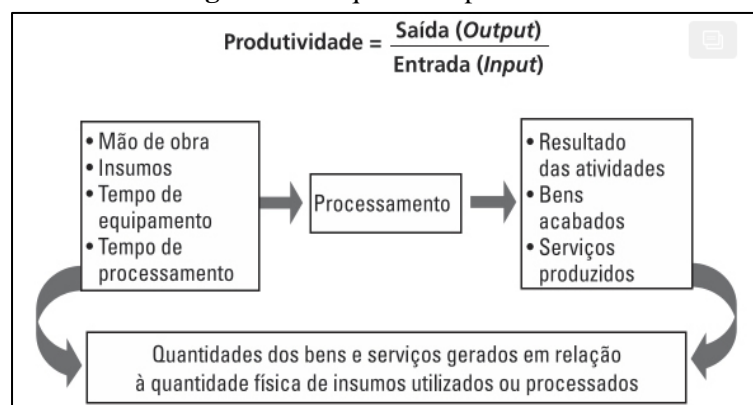 Produtividade = Saída (Output)
Entrada (Input)
• Mão de obra
• Insumos
• Tempo de
equipamento
• Tempo de
processamento
Processamento
• Resultado
das atividades
• Bens
acabados
• Serviços
produzidos
Quantidades dos bens e serviços gerados em relação
à quantidade física de insumos utilizados ou processados